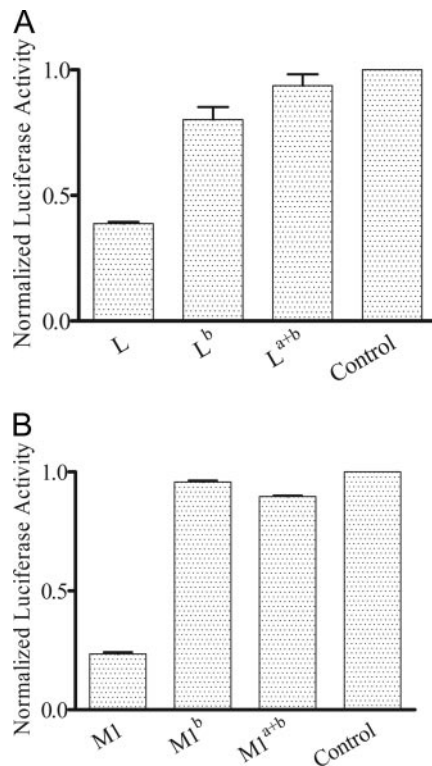 A
Normalized Luciferase Activity
1.0
0.5
0.0
L
L^b
L^a+b
Control
B
Normalized Luciferase Activity
1.0
0.5
0.0
M1
M1^b
M1^a+b
Control